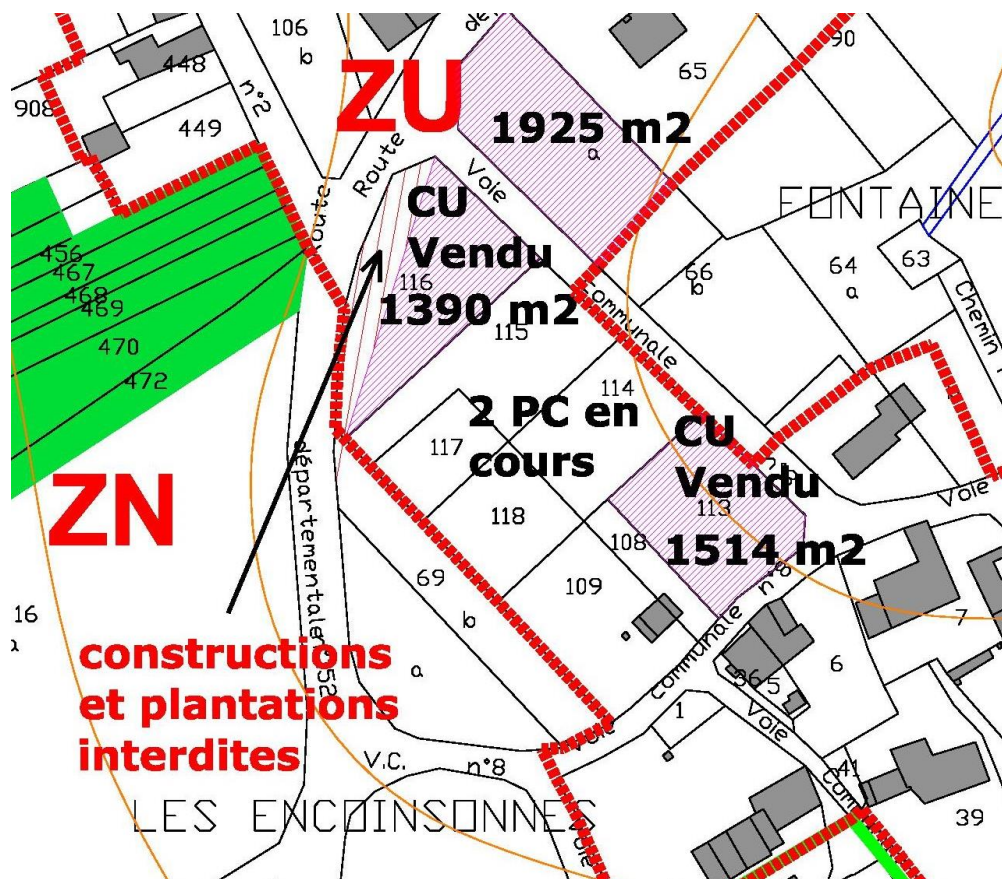 106
b
448
908
449
n°2
ZU
Route
65
90
1925 m2
a
Voie
FONTAINE
CU
Vendu
1390 m2
116
115
456
467
468
469
470
472
66
b
64
a
63
Chemin
Communale
114
2 PC en
cours
117
118
CU
Vendu
1514 m2
113
108
109
Voie
ZN
départementale n°52
69
b
a
16
a
constructions
et plantations
interdites
Communale n°8
V.C. n°8
Voie
1
5
6
7
Voie
41
39
LES ENCOINSONNES
Voie